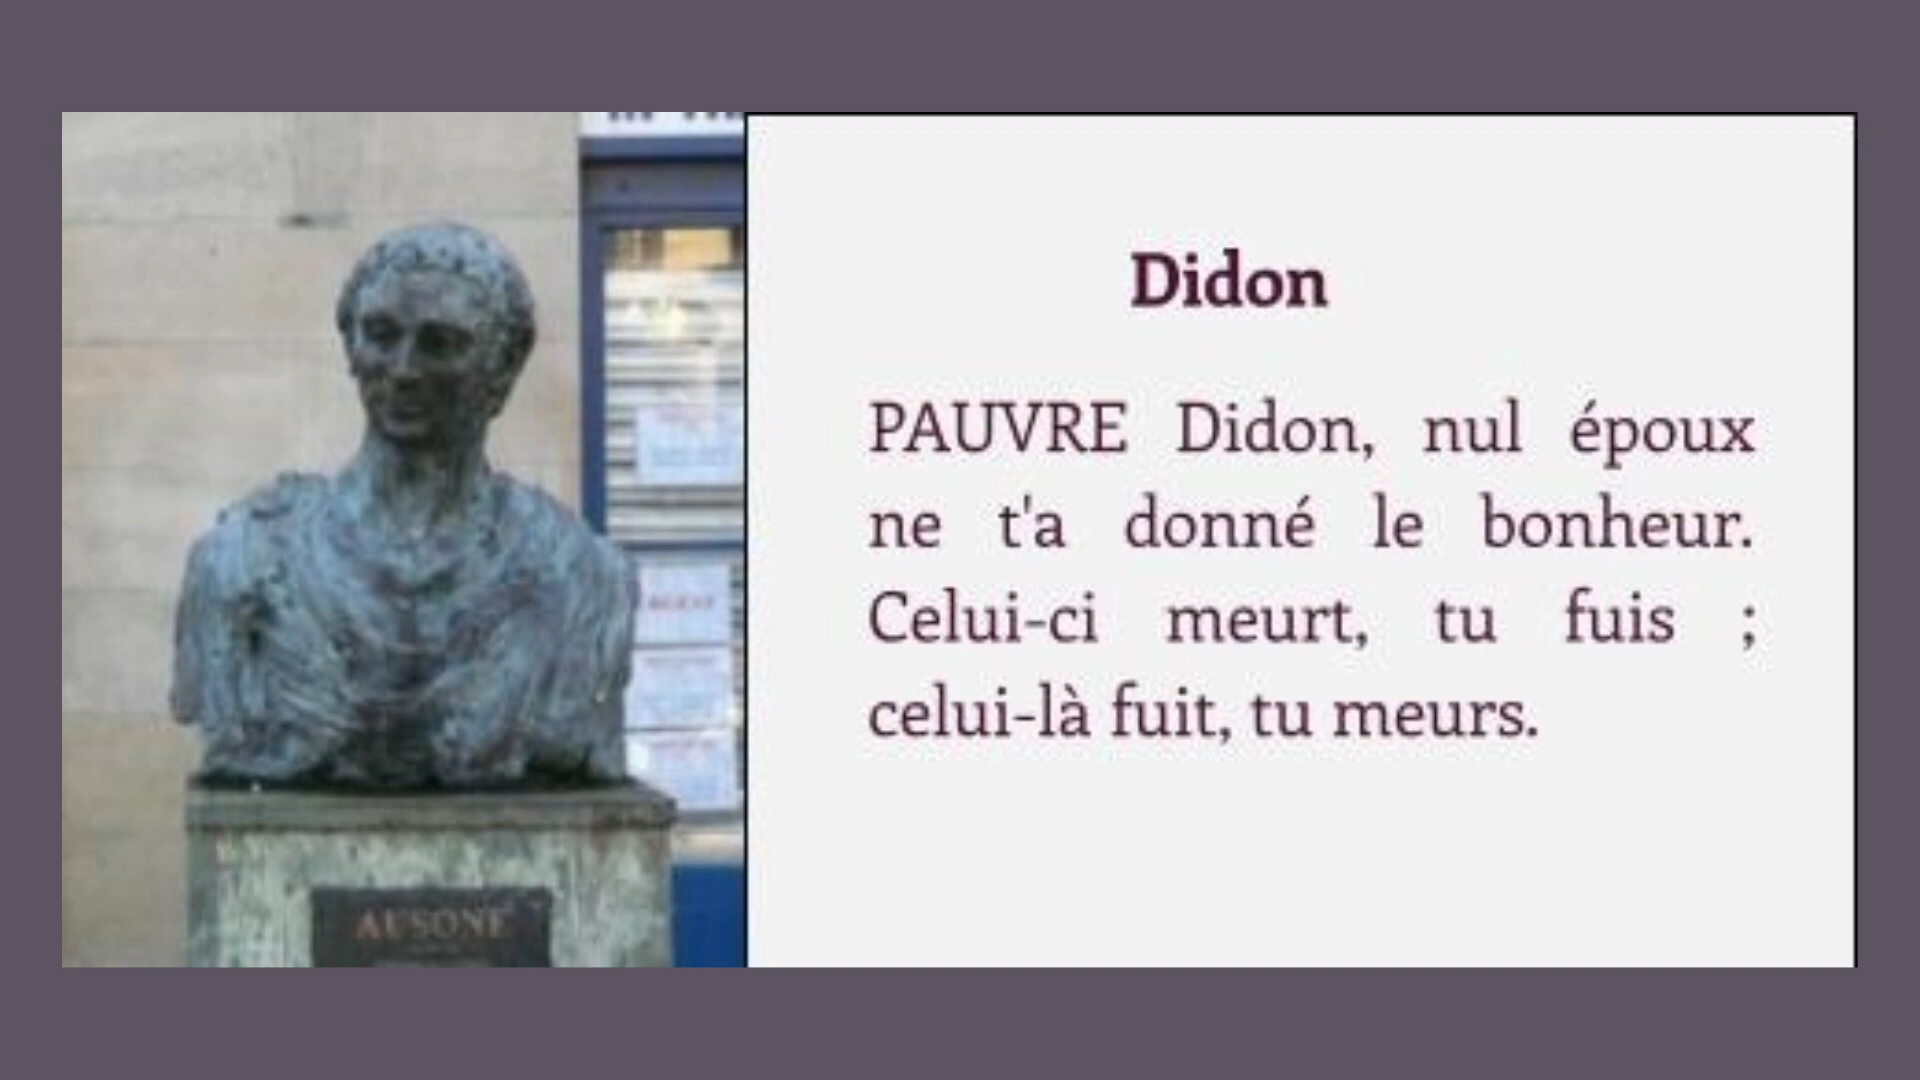 AUSONE
Didon
PAUVRE Didon, nul époux
ne t'a donné le bonheur.
Celui-ci meurt, tu fuis ;
celui-là fuit, tu meurs.